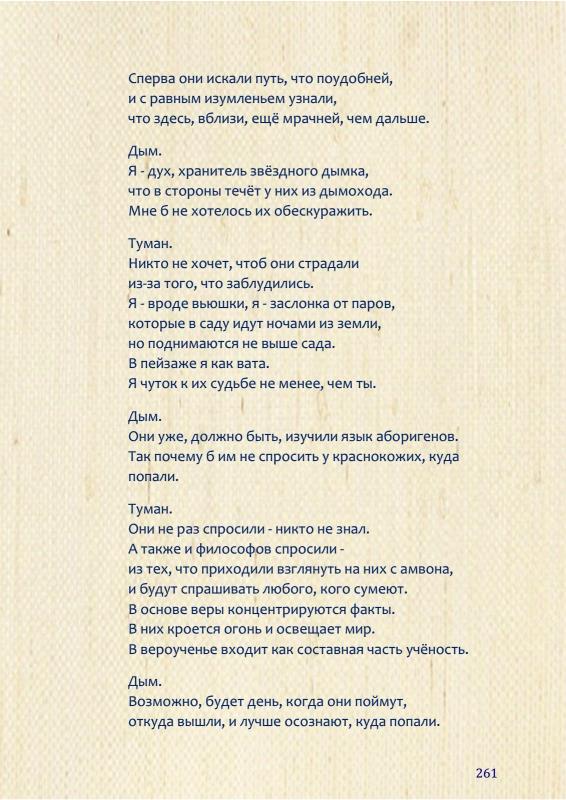 Сперва они искали путь, что поудобней,
и с равным изумленьем узнали,
что здесь, вблизи, ещё мрачней, чем дальше.
Дым.
Я - дух, хранитель звёздного дымка,
что в стороны течёт у них из дымохода.
Мне б не хотелось их обескуражить.
Туман.
Никто не хочет, чтоб они страдали
из-за того, что заблудились.
Я - вроде вьюшки, я - заслонка от паров,
которые в саду идут ночами из земли,
но поднимаются не выше сада.
В пейзаже я как вата.
Я чуток к их судьбе не менее, чем ты.
Дым.
Они уже, должно быть, изучили язык аборигенов.
Так почему б им не спросить у краснокожих, куда
попали.
Туман.
Они не раз спросили - никто не знал.
А также и философов спросили -
из тех, что приходили взглянуть на них с амвона,
и будут спрашивать любого, кого сумеют.
В основе веры концентрируются факты.
В них кроется огонь и освещает мир.
В вероученье входит как составная часть учёность.
Дым.
Возможно, будет день, когда они поймут,
откуда вышли, и лучше осознают, куда попали.
261